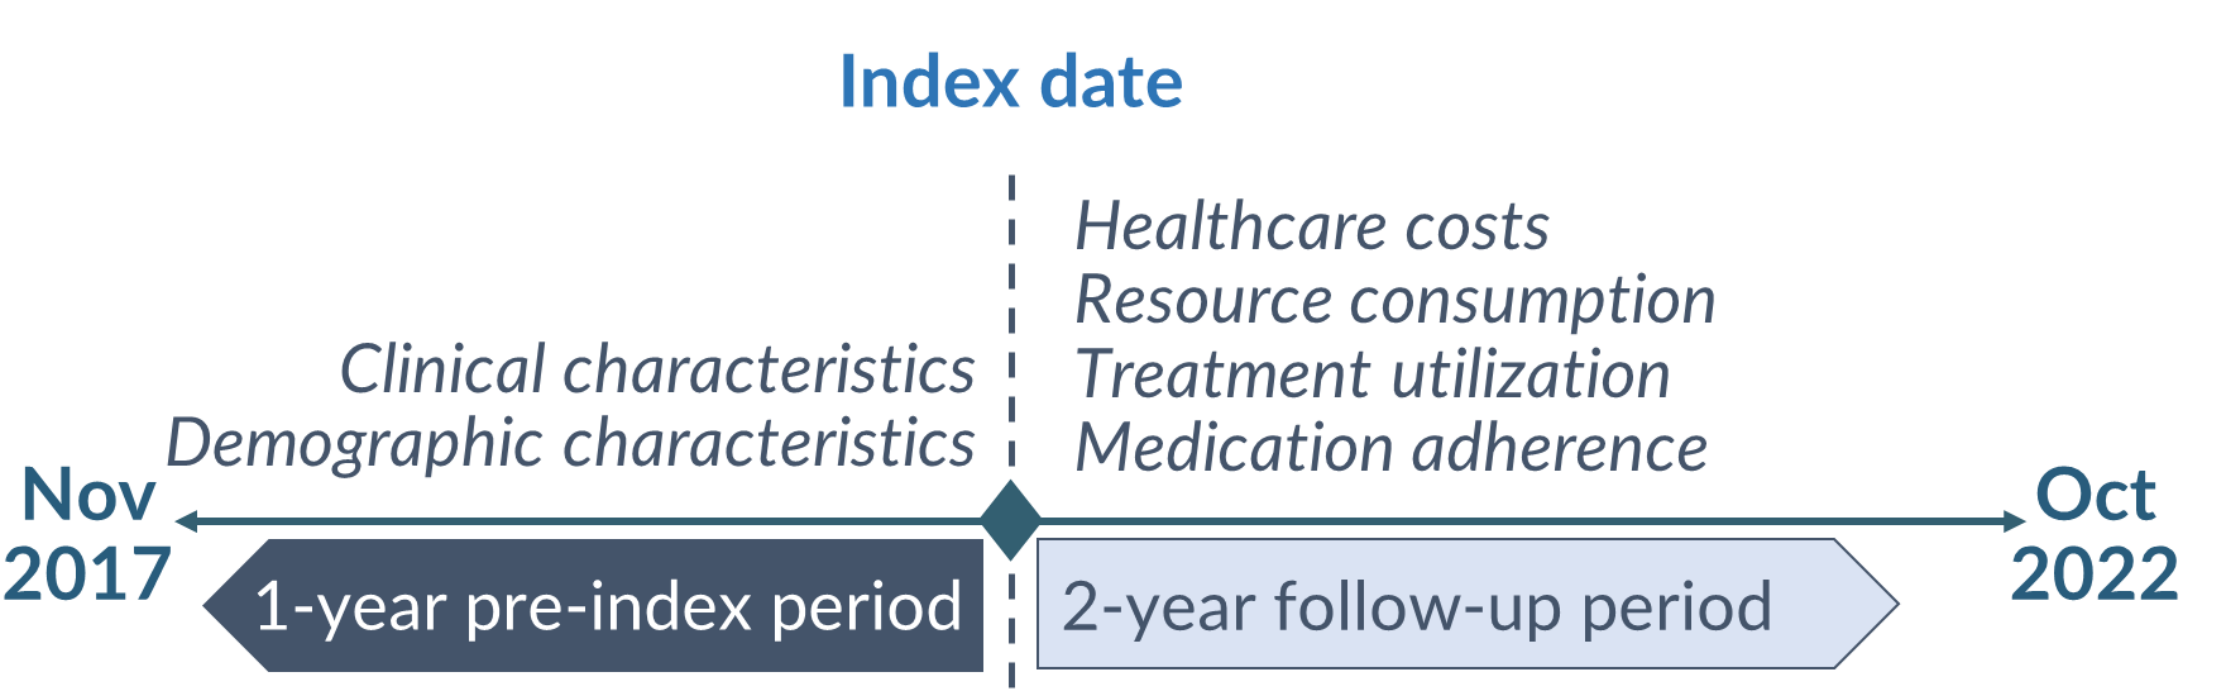 Index date
Healthcare costs
Resource consumption
Treatment utilization
Medication adherence
Clinical characteristics
Demographic characteristics
Nov
2017
Oct
2022
1-year pre-index period
2-year follow-up period